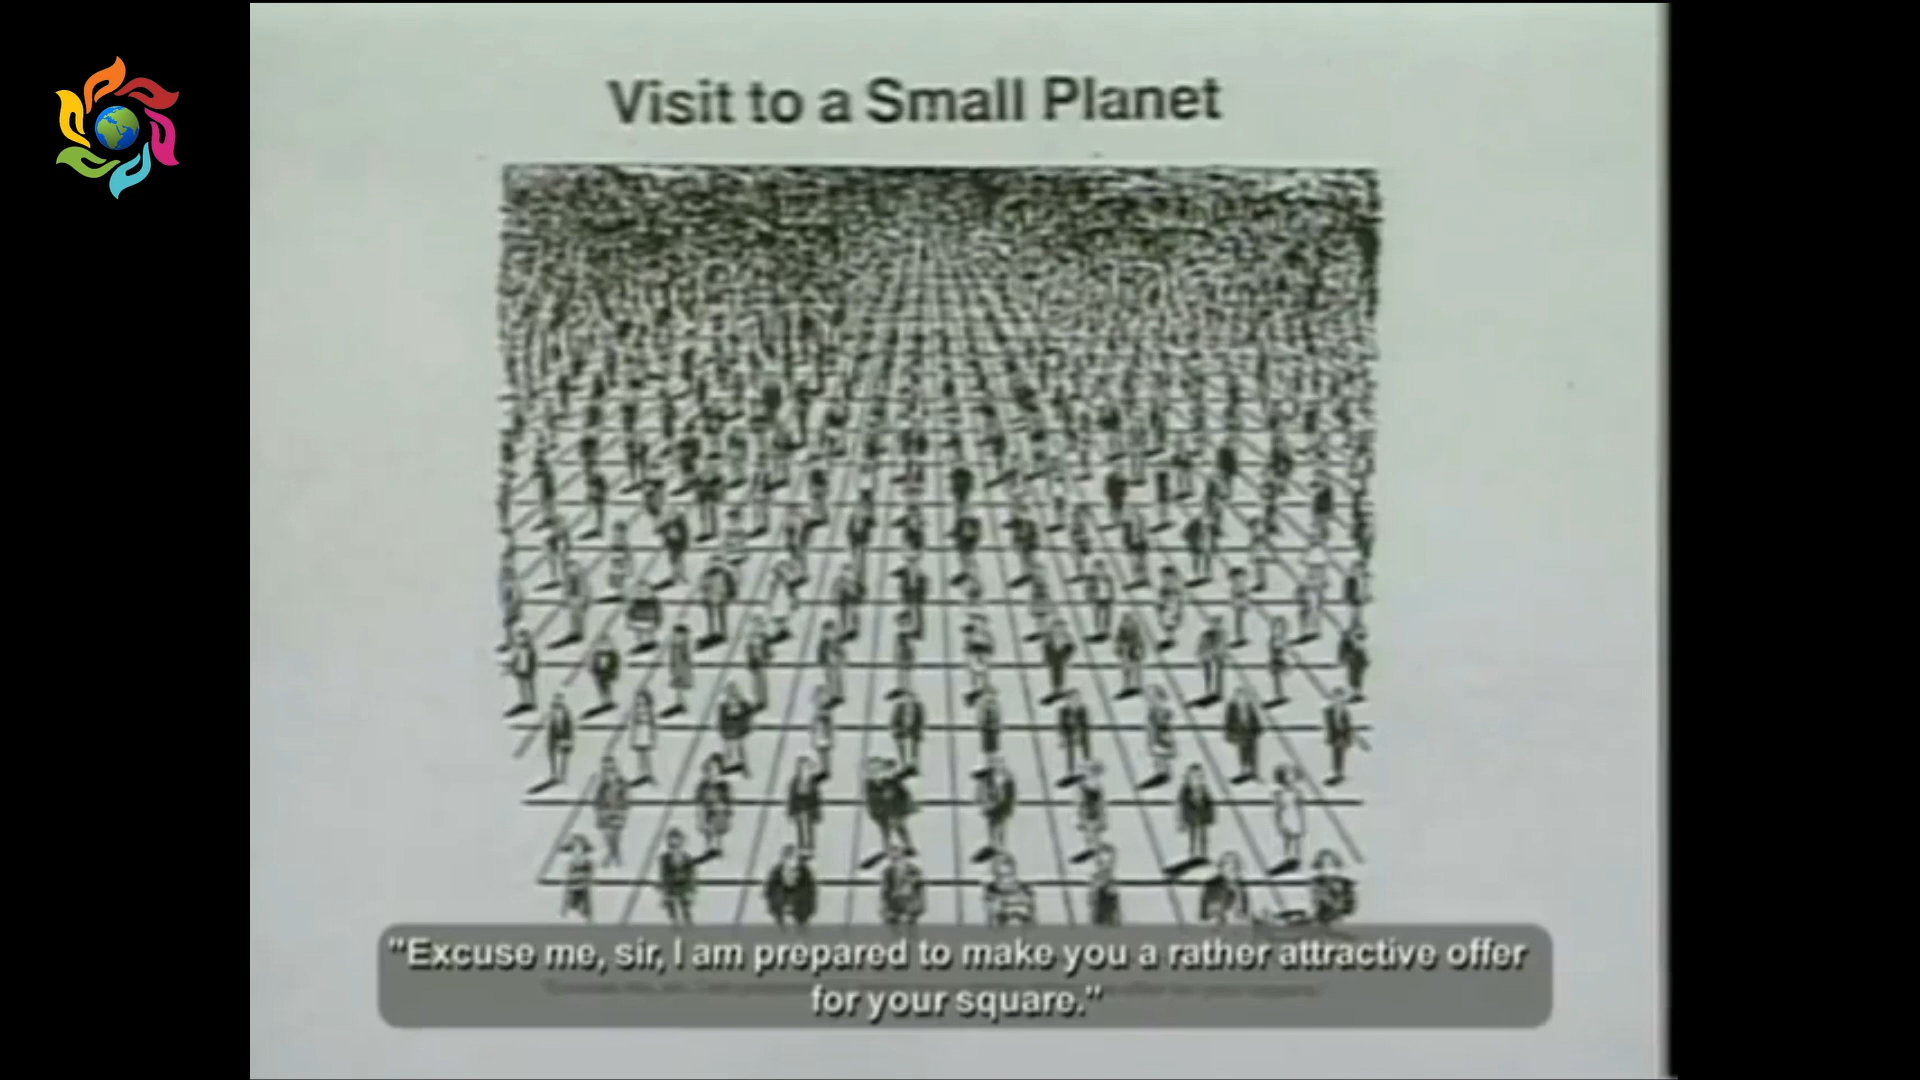 Visit to a Small Planet
"Excuse me, sir, I am prepared to make you a rather attractive offer
for your square."